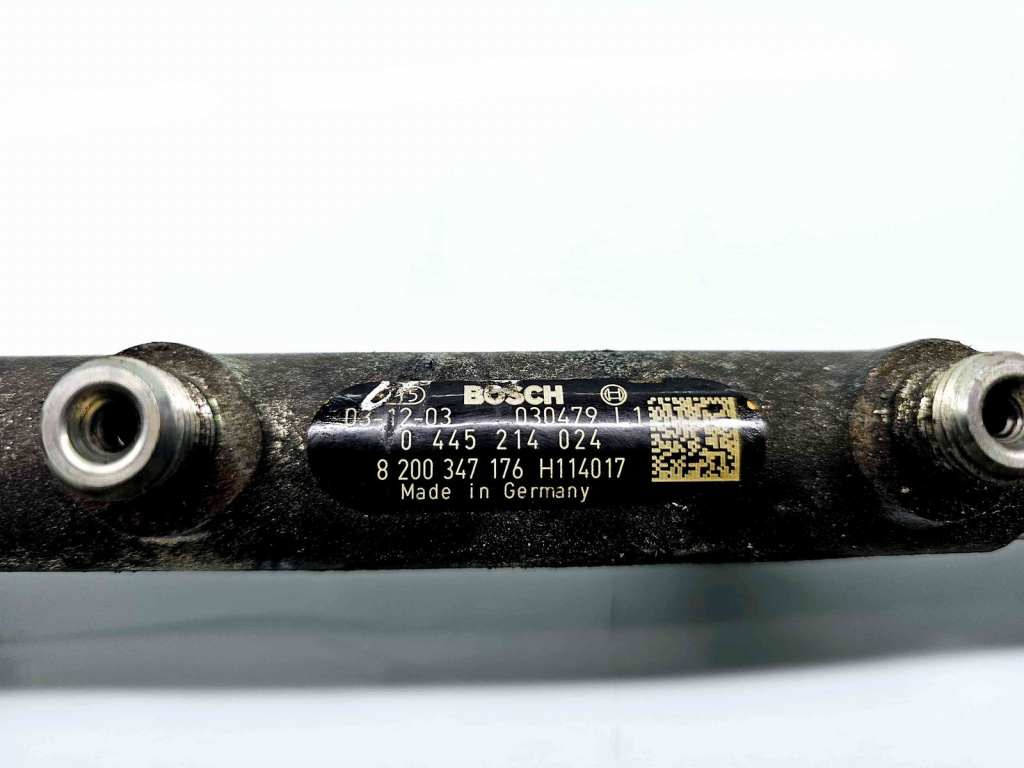 BOSCH
03-12-03 030479 L1
0 445 214 024
8 200 347 176 H114017
Made in Germany